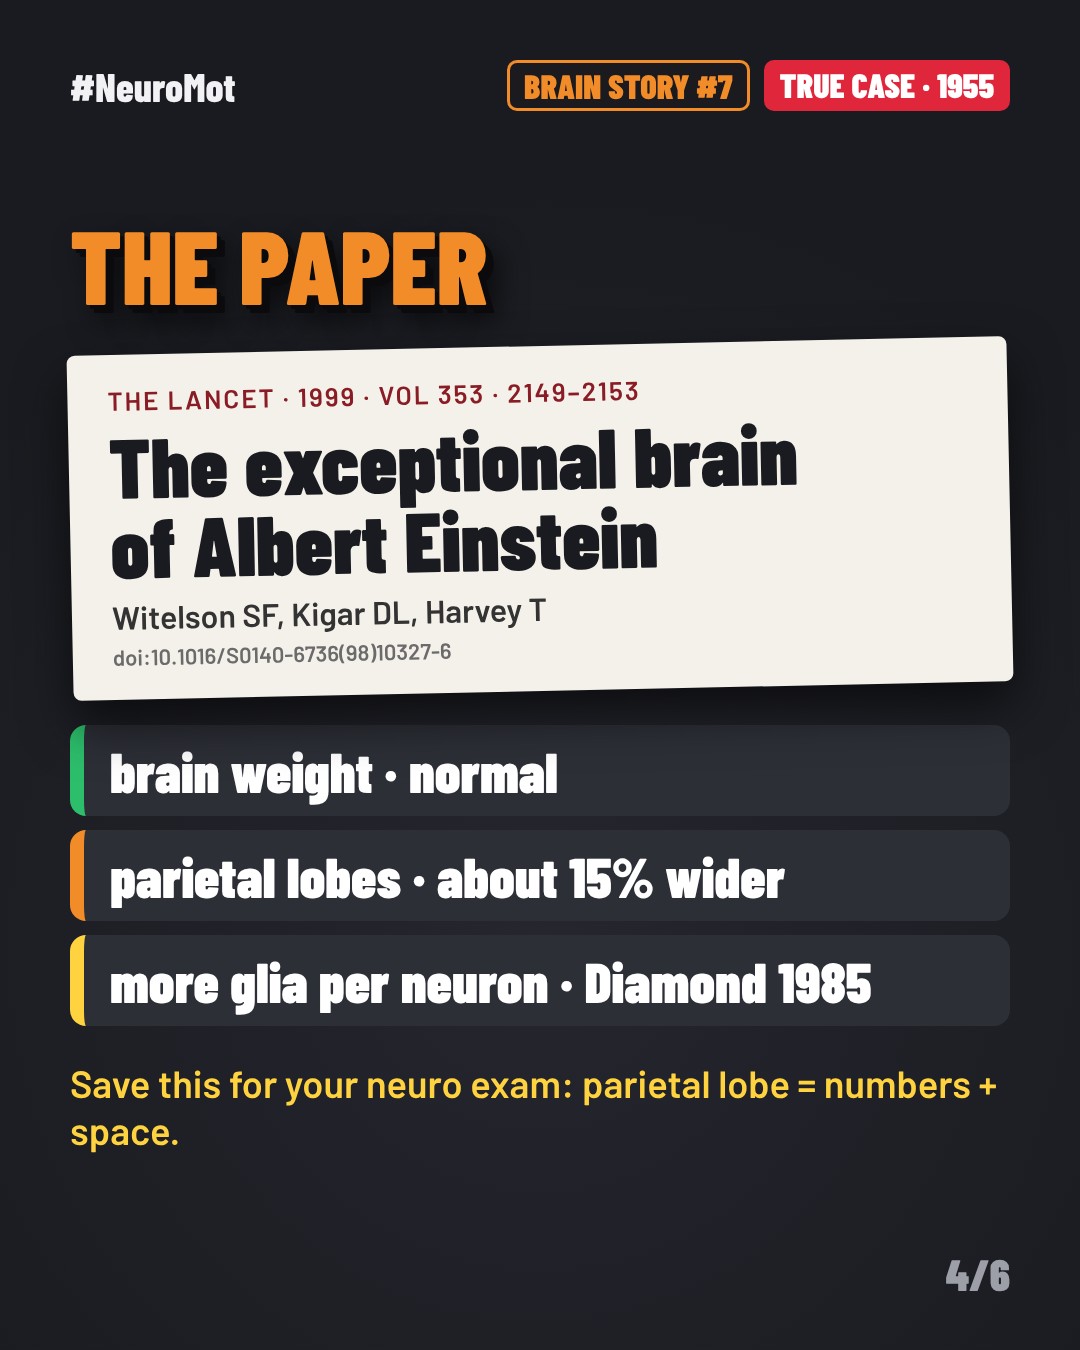 #NeuroMot
BRAIN STORY #7
TRUE CASE · 1955
THE PAPER
THE LANCET · 1999 · VOL 353 · 2149–2153
The exceptional brain
of Albert Einstein
Witelson SF, Kigar DL, Harvey T
doi:10.1016/S0140-6736(98)10327-6
brain weight · normal
parietal lobes · about 15% wider
more glia per neuron · Diamond 1985
Save this for your neuro exam: parietal lobe = numbers +
space.
4/6